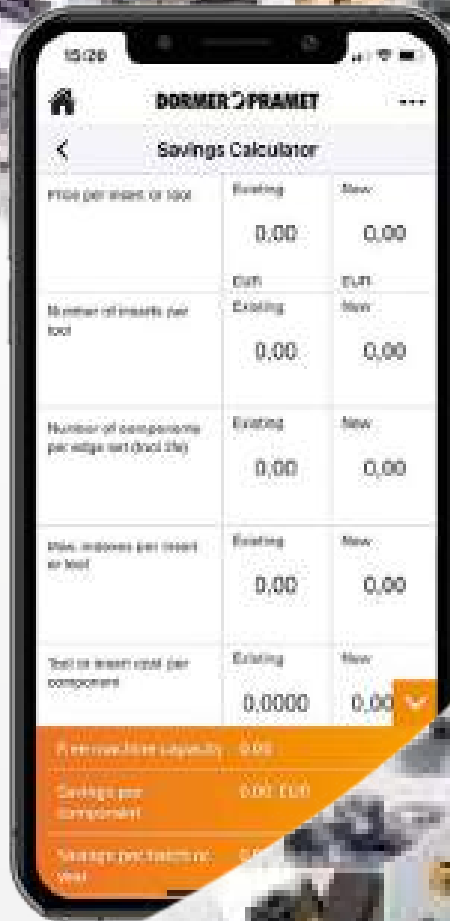 15:20
DORMER PRAMET
Savings Calculator
Price per insert or tool
Existing
New
0,00
0,00
EUR
EUR
Number of inserts per
tool
Existing
New
0,00
0,00
Number of components
per edge set (incl
Existing
New
0,00
0,00
Max. indexes per insert
or tool
Existing
New
0,00
0,00
Tool or insert cost per
component
Existing
New
0,0000
0,00
Free machine capacity
0.00
Savings per
component
0,00 EUR
Savings per batch or
year